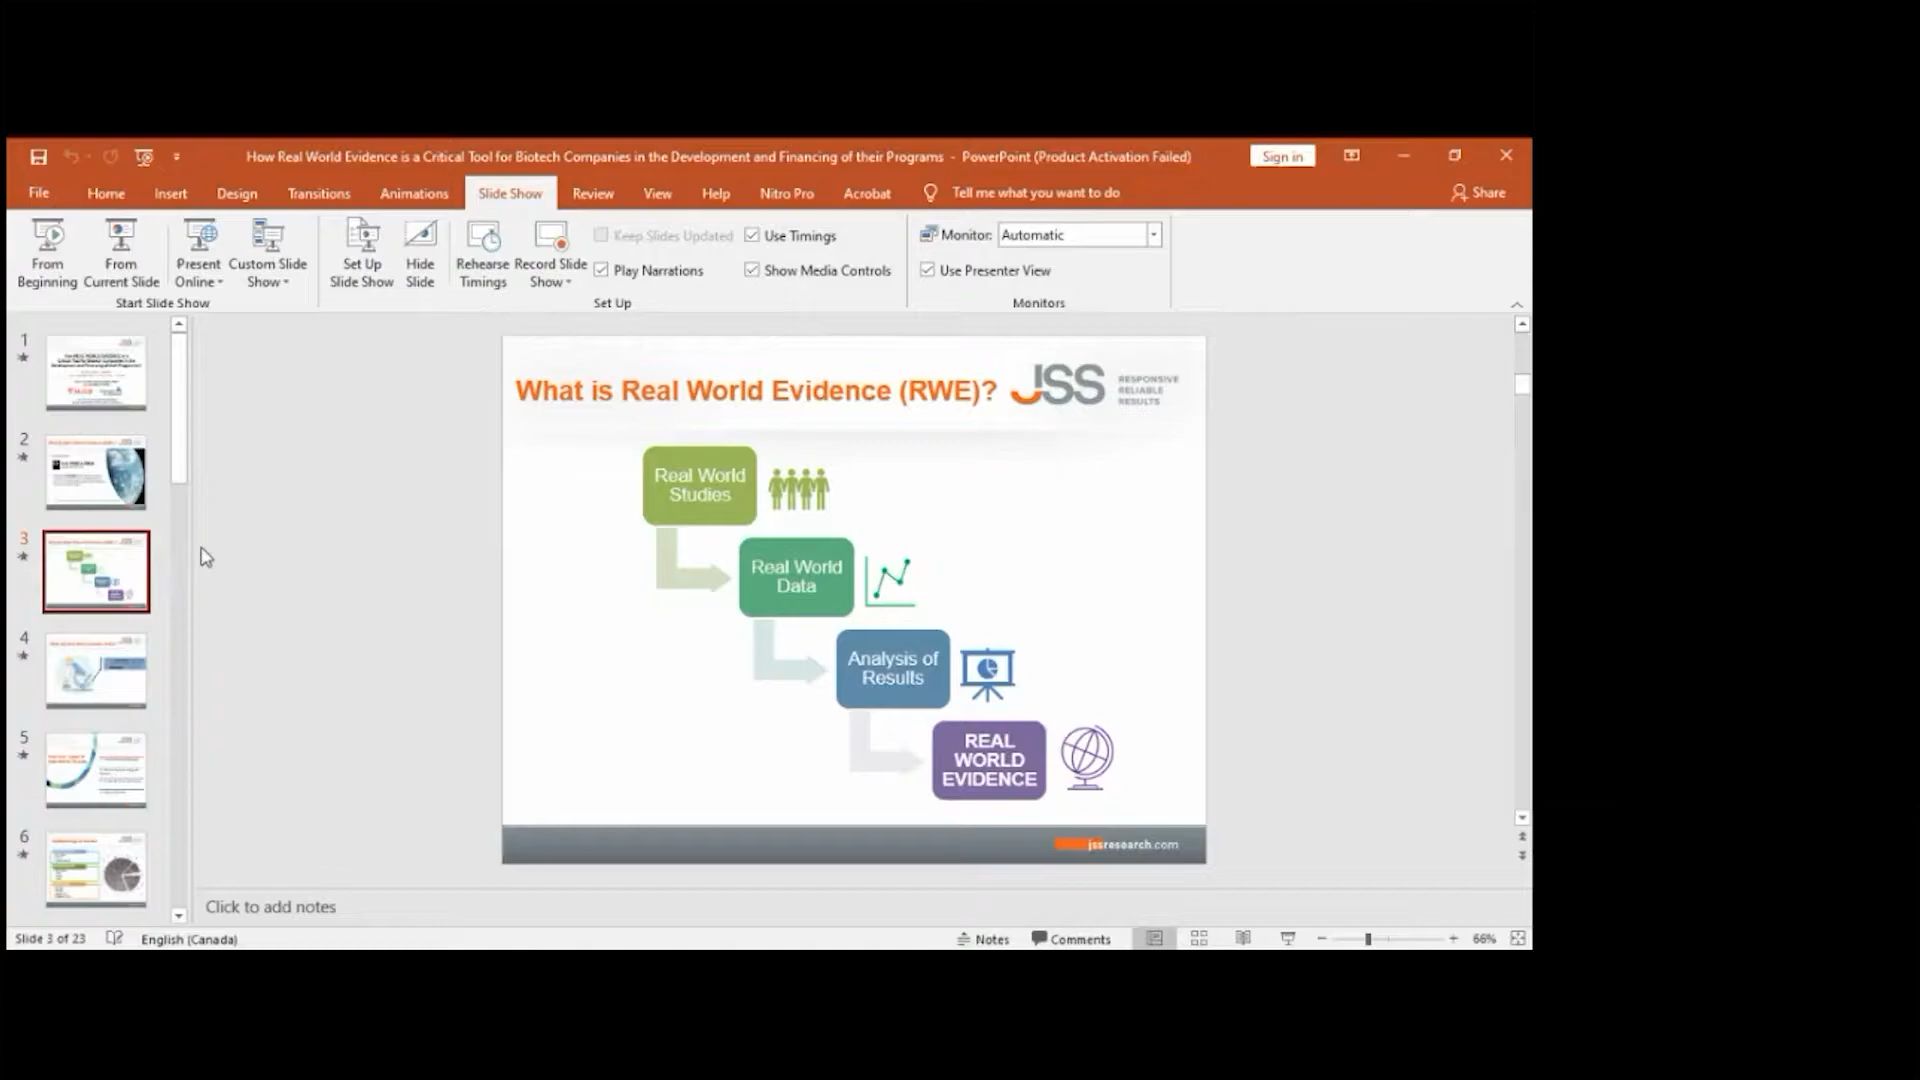 How Real World Evidence is a Critical Tool for Biotech Companies in the Development and Financing of their Programs - PowerPoint (Product Activation Failed)
Sign in
File Home Insert Design Transitions Animations Slide Show Review View Help Nitro Pro Acrobat Tell me what you want to do Share
From Beginning
From Current Slide
Present Online
Custom Slide Show
Start Slide Show
Set Up Slide Show
Hide Slide
Rehearse Timings
Record Slide Show
Keep Slides Updated
Play Narrations
Use Timings
Show Media Controls
Set Up
Monitor: Automatic
Use Presenter View
Monitors
1
2
3
4
5
6
What is Real World Evidence (RWE)?
JSS
RESPONSIVE
RELIABLE
RESULTS
Real World
Studies
Real World
Data
Analysis of
Results
REAL
WORLD
EVIDENCE
jssresearch.com
Click to add notes
Slide 3 of 23 English (Canada) Notes Comments 66%